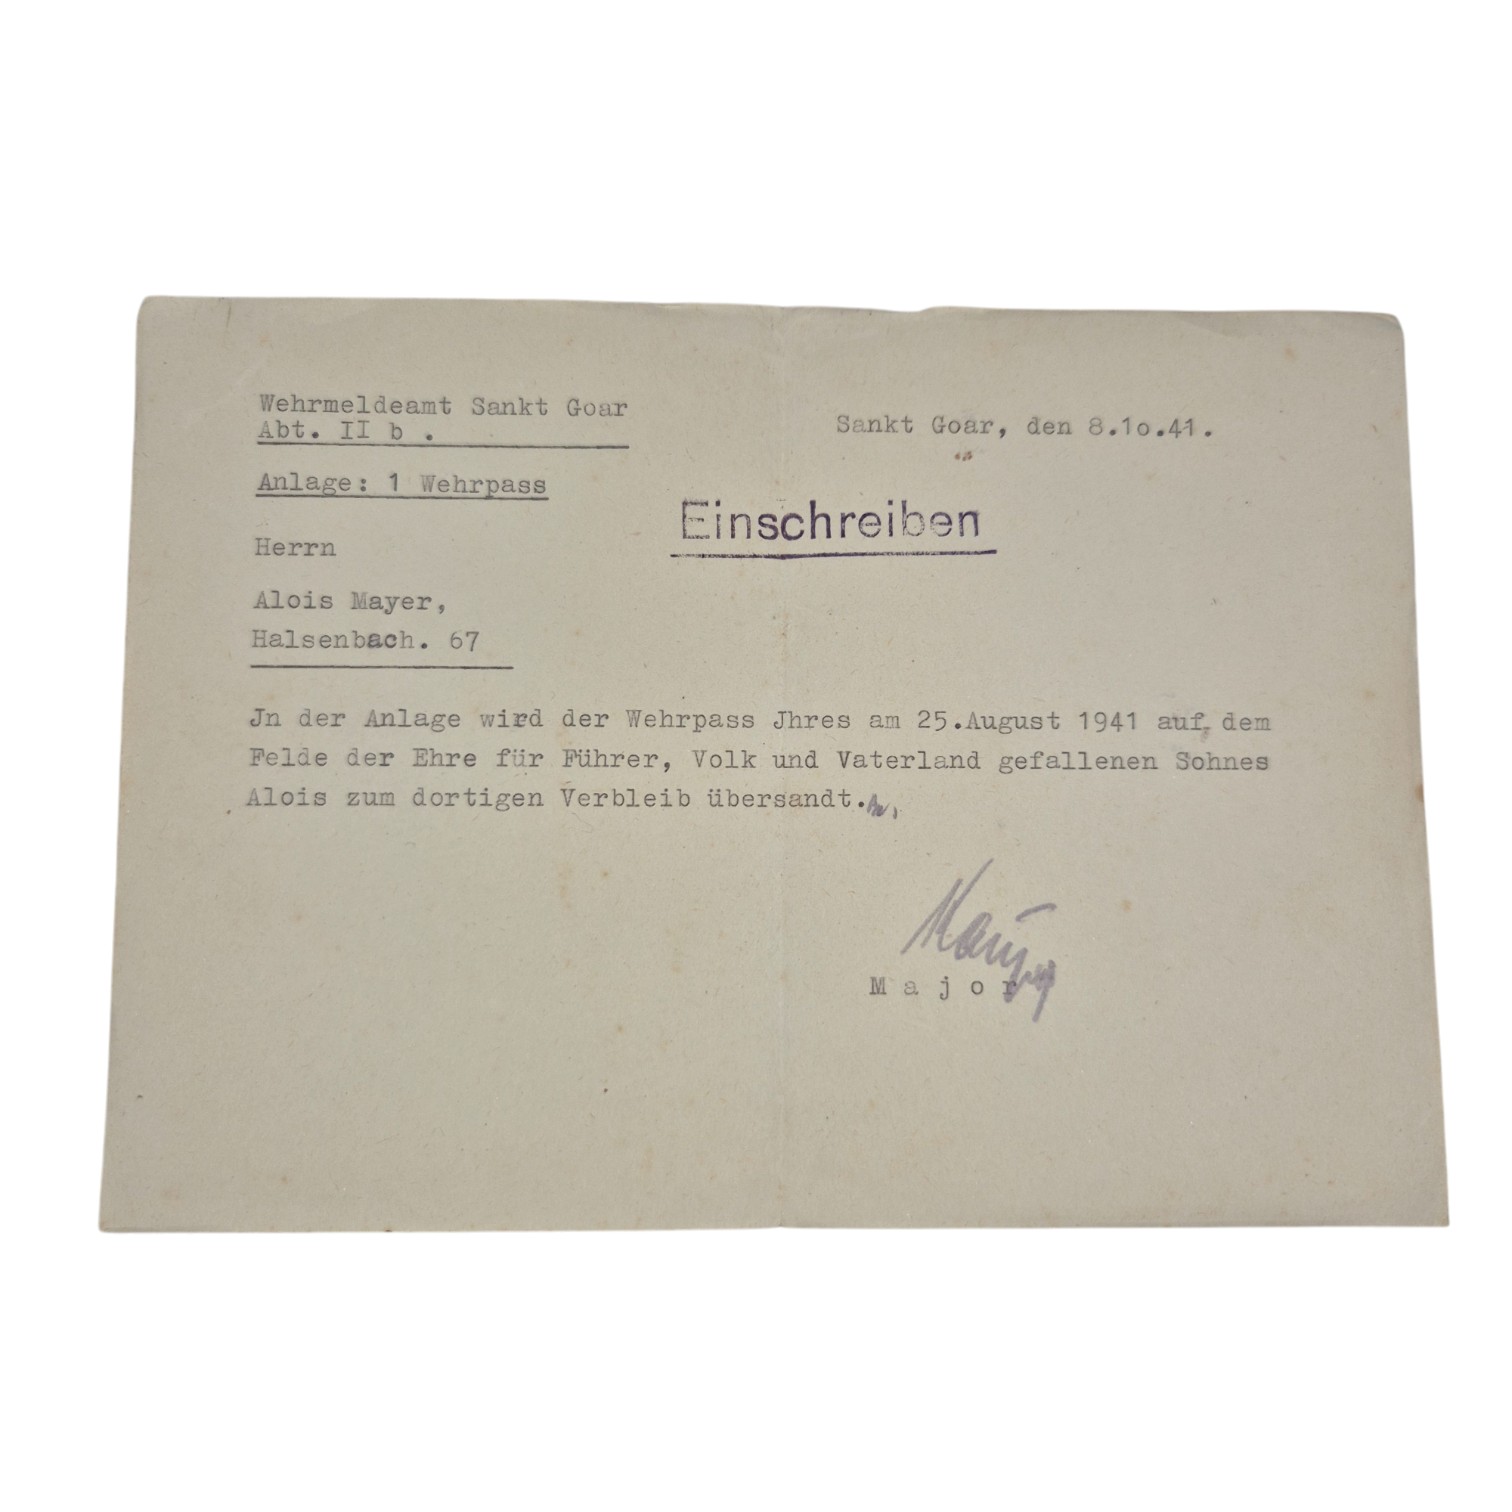 Wehrmeldeamt Sankt Goar
Abt. II b .
Sankt Goar, den 8.1o.41.
Anlage: 1 Wehrpass
Einschreiben
Herrn
Alois Mayer,
Halsenbach. 67
Jn der Anlage wird der Wehrpass Jhres am 25.August 1941 auf dem
Felde der Ehre für Führer, Volk und Vaterland gefallenen Sohnes
Alois zum dortigen Verbleib übersandt.
Major